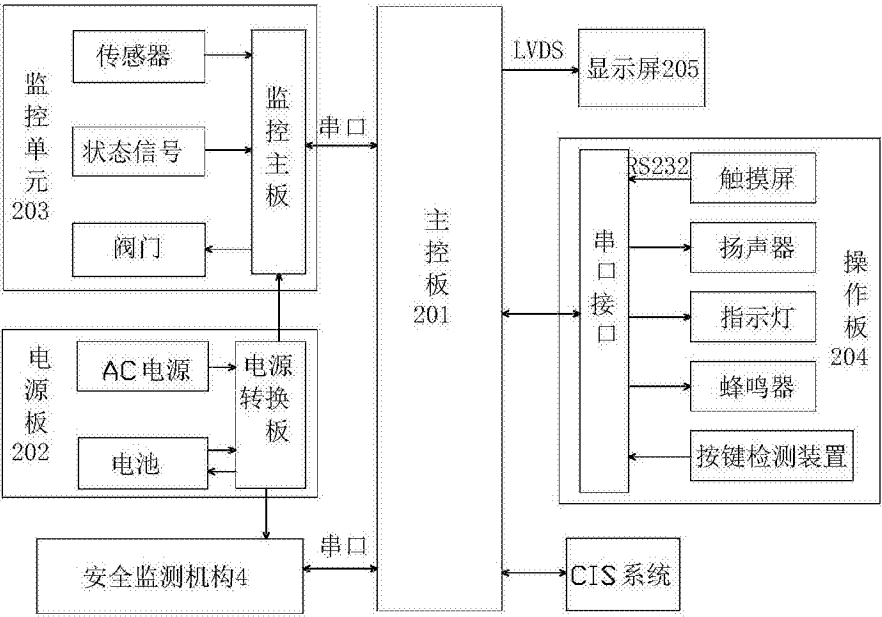 监控单元203
传感器
状态信号
阀门
监控主板
串口
电源板202
AC电源
电池
电源转换板
安全监测机构4
串口
主控板201
LVDS
显示屏205
RS232
串口接口
触摸屏
扬声器
指示灯
蜂鸣器
按键检测装置
操作板204
CIS系统